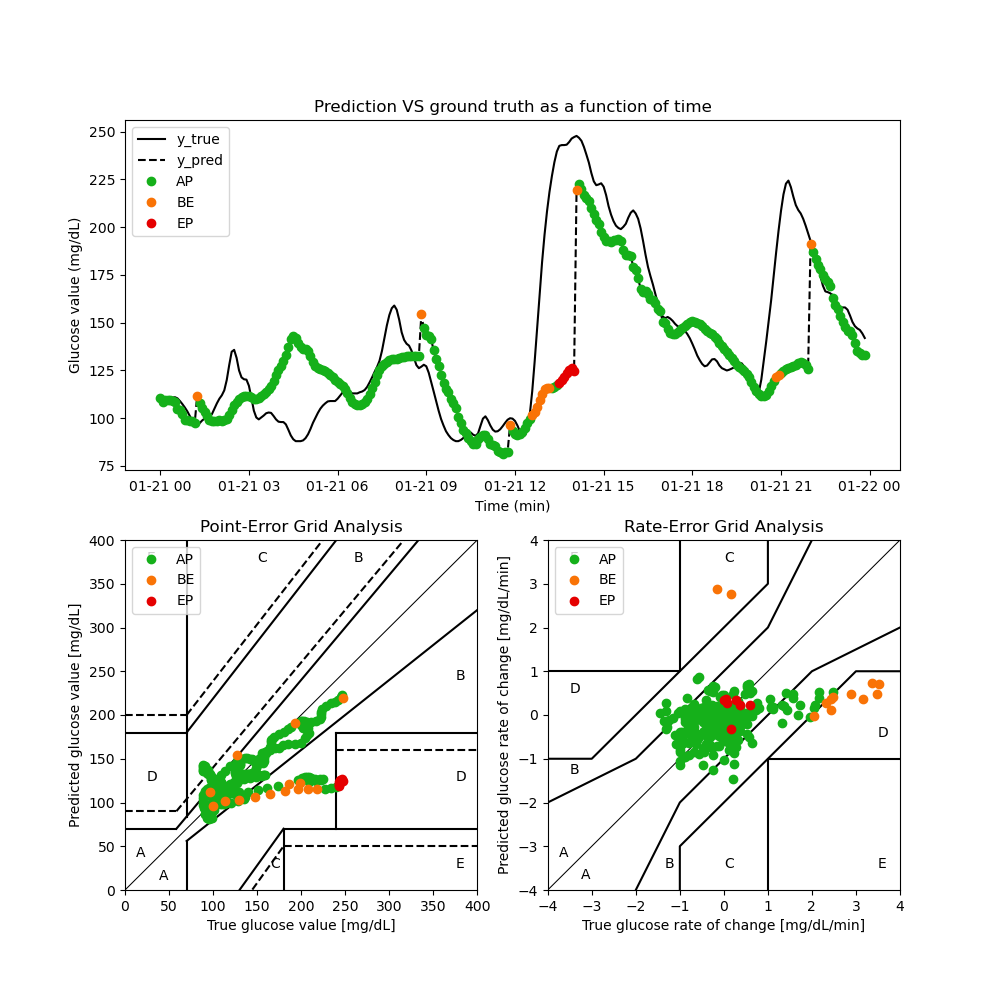 Prediction VS ground truth as a function of time
Glucose value (mg/dL)
250
225
200
175
150
125
100
75
y_true
y_pred
AP
BE
EP
01-21 00 01-21 03 01-21 06 01-21 09 01-21 12 01-21 15 01-21 18 01-21 21 01-22 00
Time (min)
Point-Error Grid Analysis
Predicted glucose value [mg/dL]
400
350
300
250
200
150
100
50
0
AP
BE
EP
C
B
B
D
D
A
A
C
E
0 50 100 150 200 250 300 350 400
True glucose value [mg/dL]
Rate-Error Grid Analysis
Predicted glucose rate of change [mg/dL/min]
4
3
2
1
0
−1
−2
−3
−4
AP
BE
EP
C
D
D
B
A
A
B
C
E
−4 −3 −2 −1 0 1 2 3 4
True glucose rate of change [mg/dL/min]